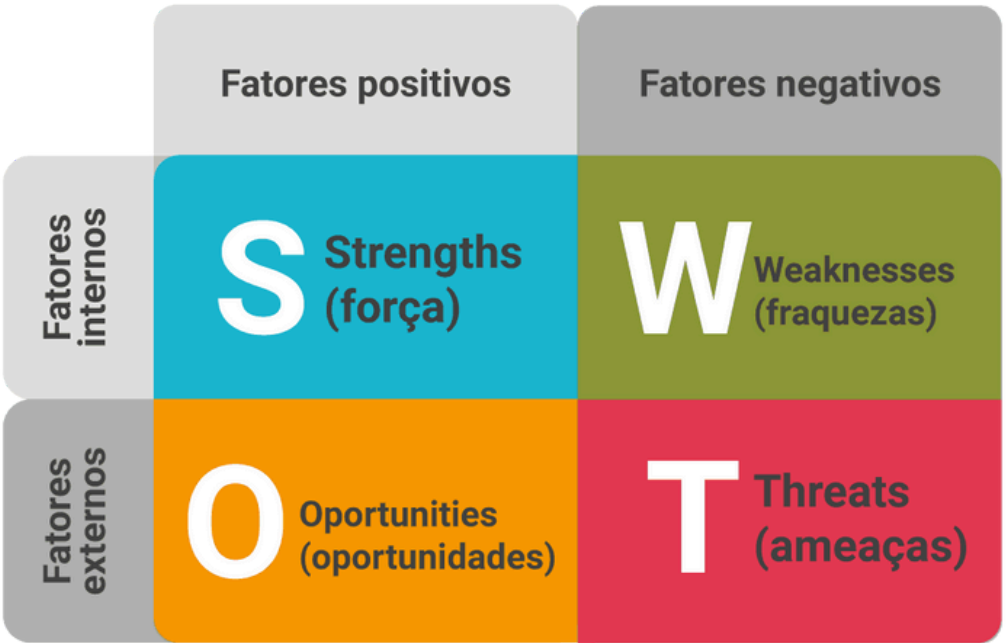 Fatores positivos
Fatores negativos
Fatores
internos
S
Strengths
(força)
W
Weaknesses
(fraquezas)
Fatores
externos
O
Oportunities
(oportunidades)
T
Threats
(ameaças)